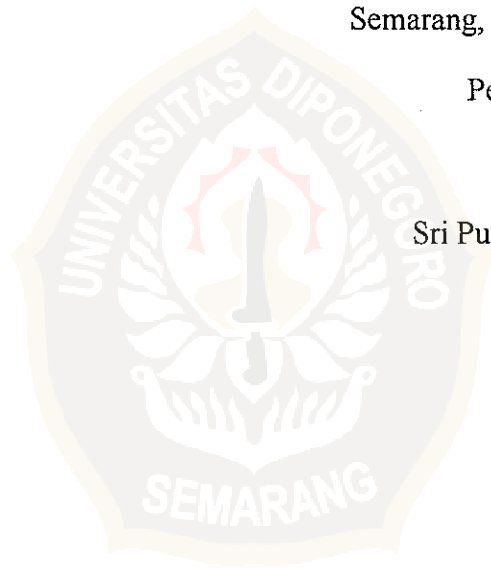 Semarang,
Pe
Sri Pu
UNIVERSITAS DIPONEGORO
SEMARANG